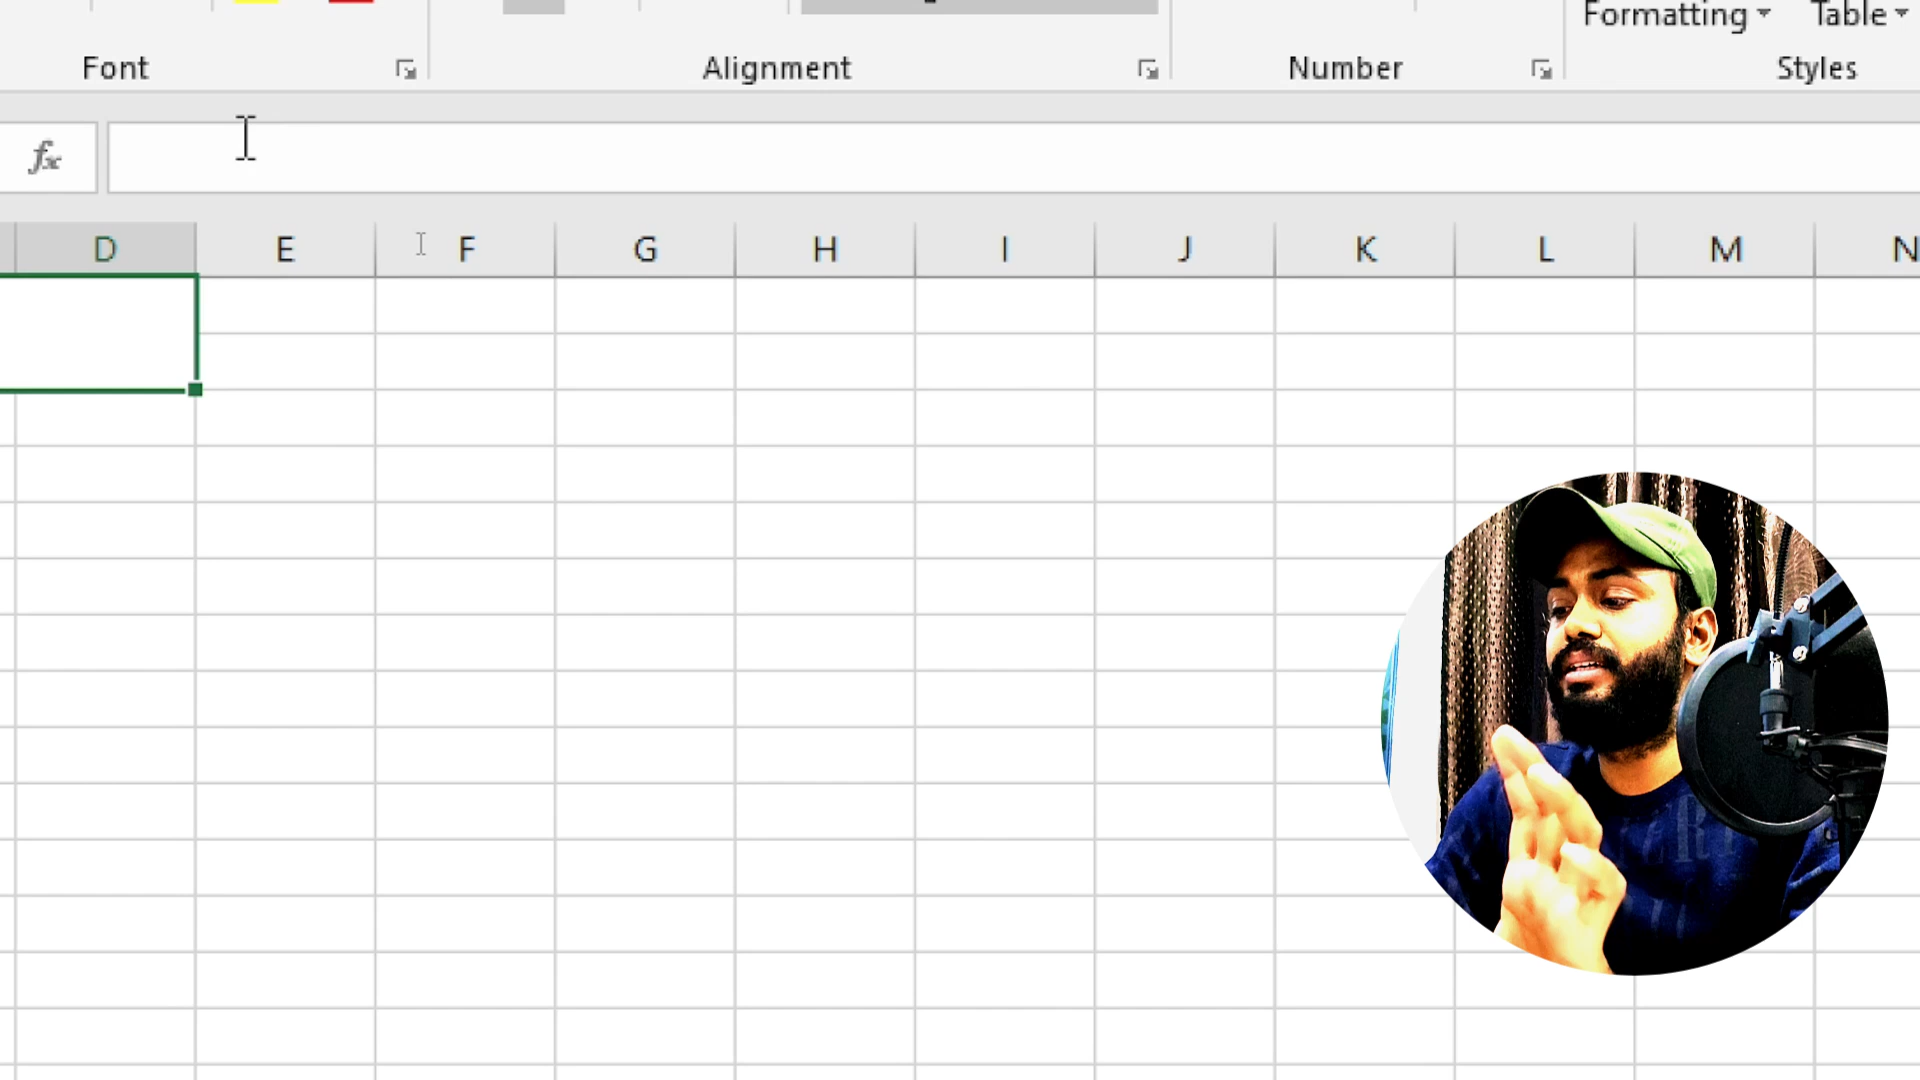 Formatting Table
Font Alignment Number Styles
fx
D E F G H I J K L M N